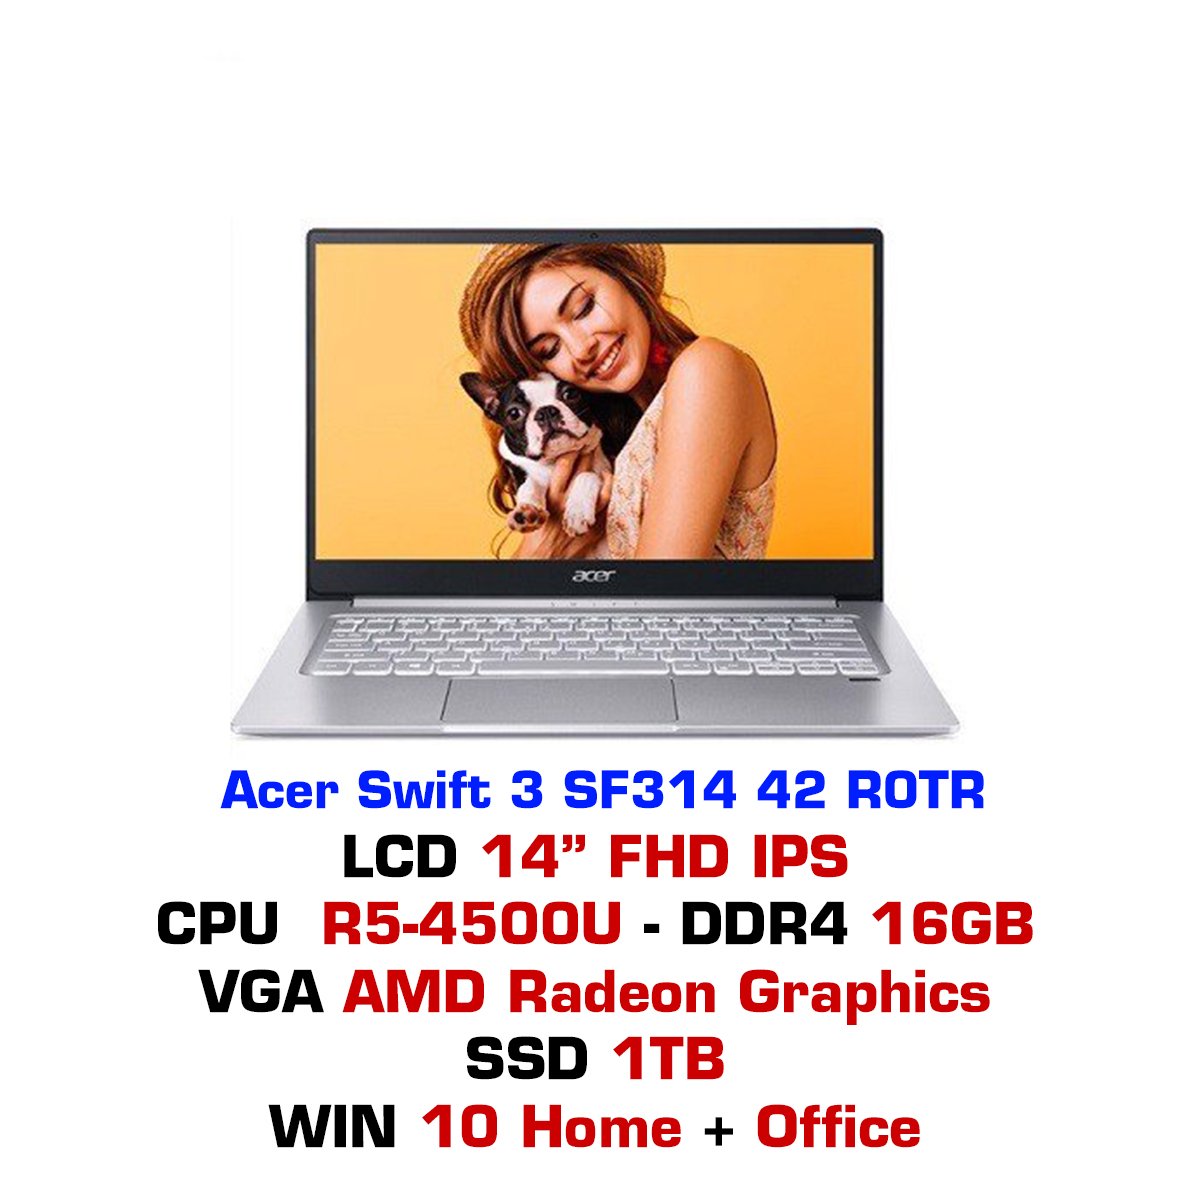 acer
SWIFT
Acer Swift 3 SF314 42 R0TR
LCD 14” FHD IPS
CPU R5-4500U - DDR4 16GB
VGA AMD Radeon Graphics
SSD 1TB
WIN 10 Home + Office